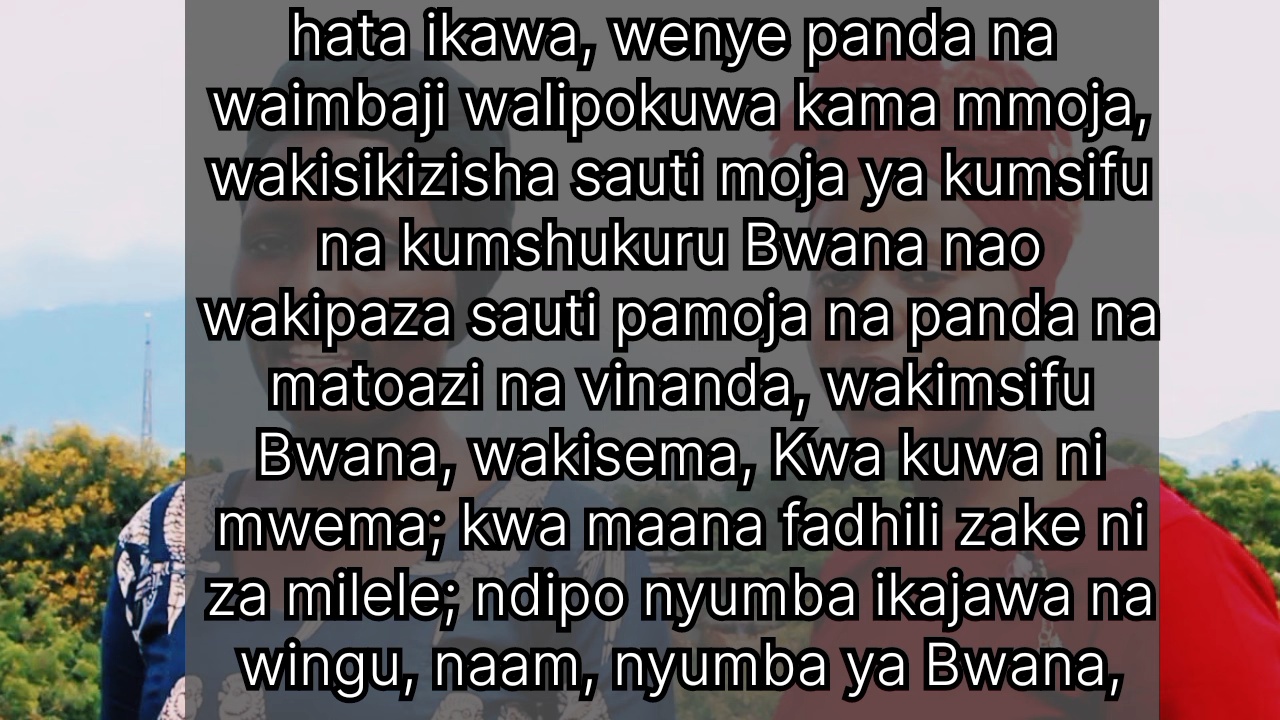 hata ikawa, wenye panda na
waimbaji walipokuwa kama mmoja,
wakisikizisha sauti moja ya kumsifu
na kumshukuru Bwana nao
wakipaza sauti pamoja na panda na
matoazi na vinanda, wakimsifu
Bwana, wakisema, Kwa kuwa ni
mwema; kwa maana fadhili zake ni
za milele; ndipo nyumba ikajawa na
wingu, naam, nyumba ya Bwana,